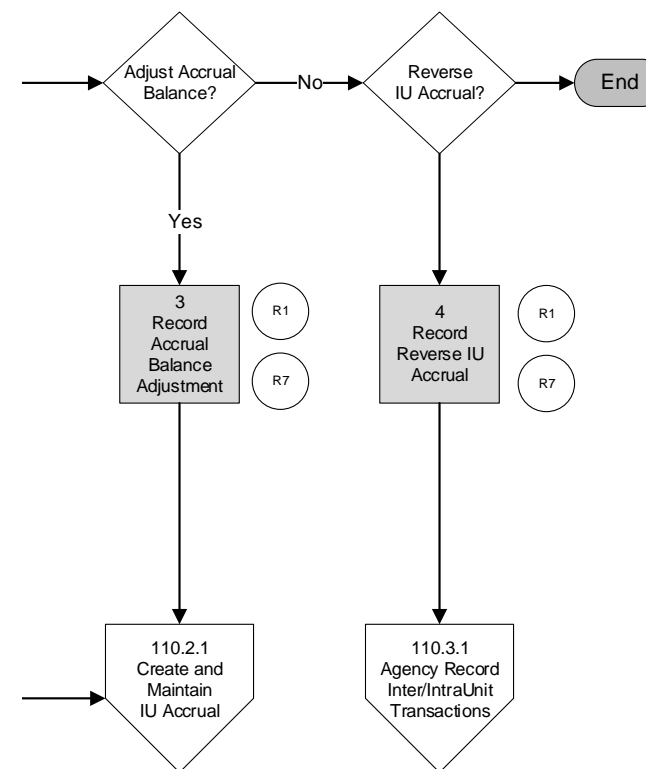 Adjust Accrual
Balance?
No
Reverse
IU Accrual?
End
Yes
3
Record
Accrual
Balance
Adjustment
R1
R7
4
Record
Reverse IU
Accrual
R1
R7
110.2.1
Create and
Maintain
IU Accrual
110.3.1
Agency Record
Inter/IntraUnit
Transactions